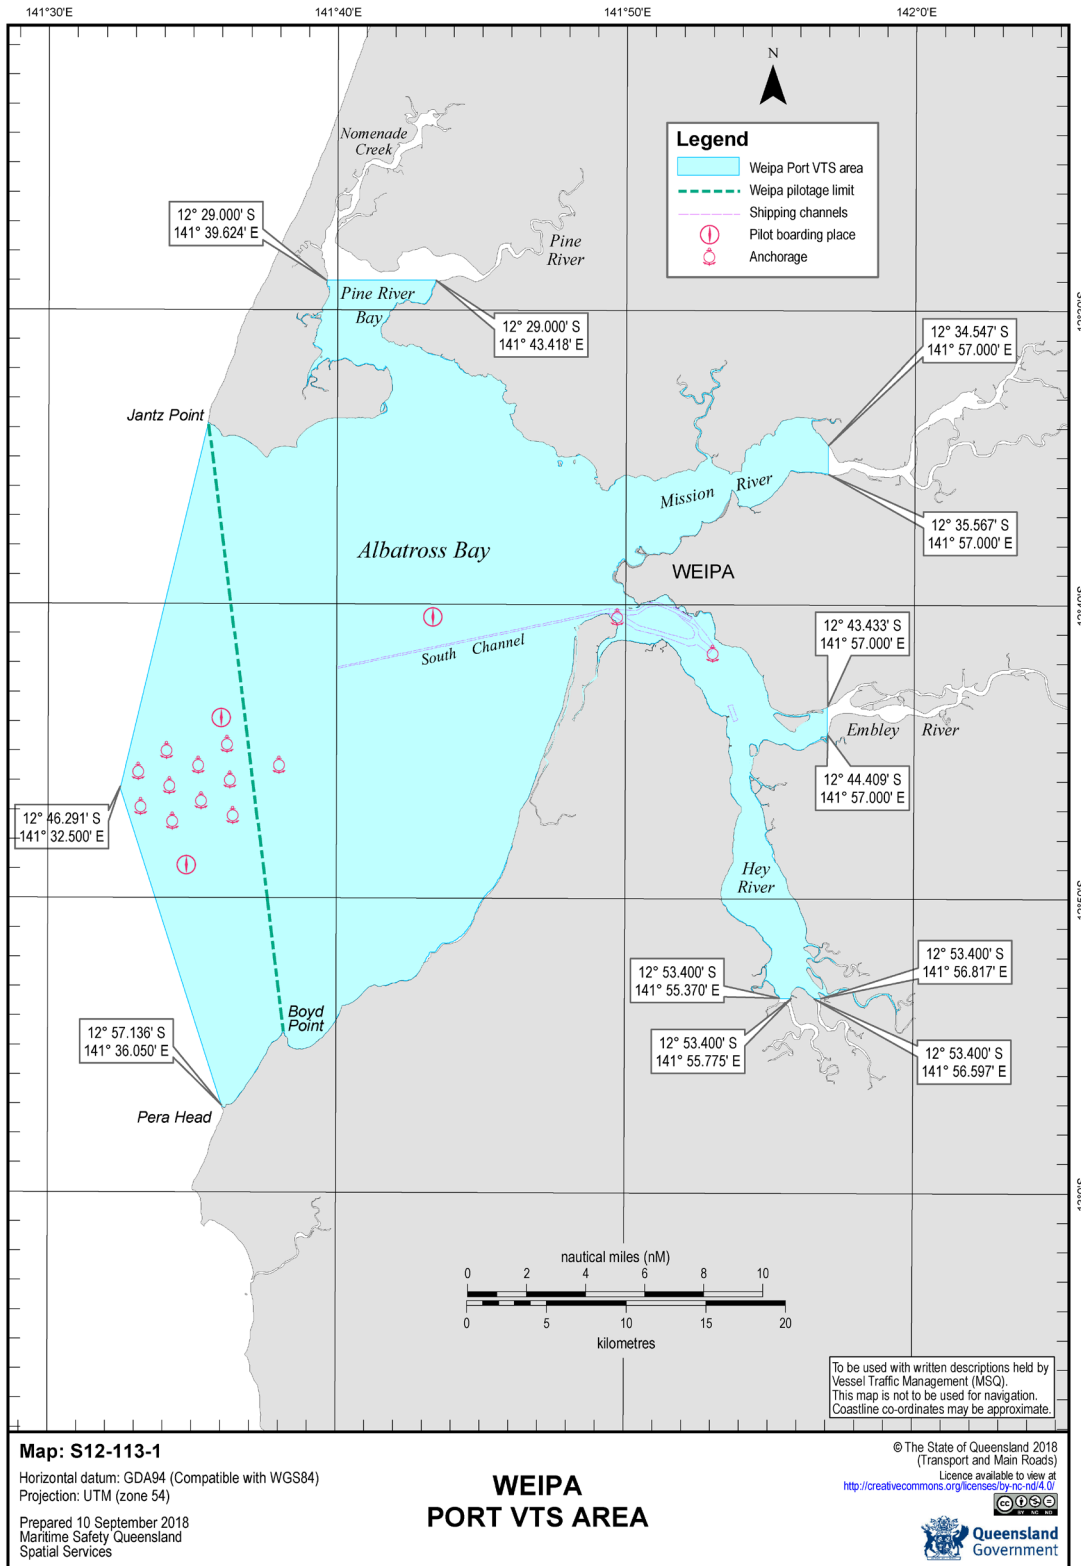 141°30'0"E
141°40'0"E
141°50'0"E
142°0'0"E
N
Nomenade
Creek
Legend
Weipa Port VTS area
Weipa pilotage limit
Shipping channels
Pilot boarding place
Anchorage
12° 29.000' S
141° 39.624' E
Pine
River
Pine River
Bay
12° 29.000' S
141° 43.418' E
12° 34.547' S
141° 57.000' E
Jantz Point
Mission River
12° 35.567' S
141° 57.000' E
Albatross Bay
WEIPA
South Channel
12° 43.433' S
141° 57.000' E
Embley River
12° 44.409' S
141° 57.000' E
12° 46.291' S
141° 32.500' E
Hey
River
12° 53.400' S
141° 55.370' E
12° 53.400' S
141° 56.817' E
Boyd
Point
12° 57.136' S
141° 36.050' E
12° 53.400' S
141° 55.775' E
12° 53.400' S
141° 56.597' E
Pera Head
nautical miles (nM)
0 2 4 6 8 10
0 5 10 15 20
kilometres
To be used with written descriptions held by
Vessel Traffic Management (MSQ).
This map is not to be used for navigation.
Coastline co-ordinates may be approximate.
Map: S12-113-1
Horizontal datum: GDA94 (Compatible with WGS84)
Projection: UTM (zone 54)
Prepared 10 September 2018
Maritime Safety Queensland
Spatial Services
WEIPA
PORT VTS AREA
© The State of Queensland 2018
(Transport and Main Roads)
Licence available to view at
http://creativecommons.org/licenses/by-nc-nd/4.0/
cc
BY NC ND
Queensland
Government